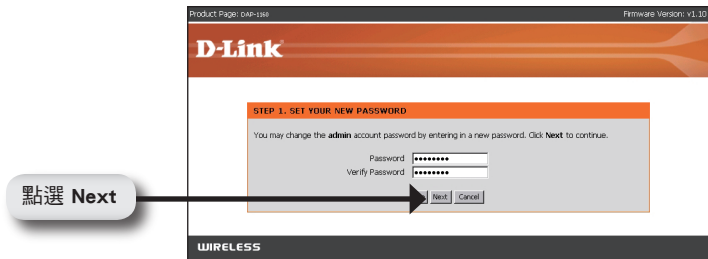 Product Page: DAP-1160 Firmware Version: v1.10
D-Link
STEP 1. SET YOUR NEW PASSWORD
You may change the admin account password by entering in a new password. Click Next to continue.
Password ••••••••
Verify Password ••••••••
點選 Next
Next Cancel
WIRELESS